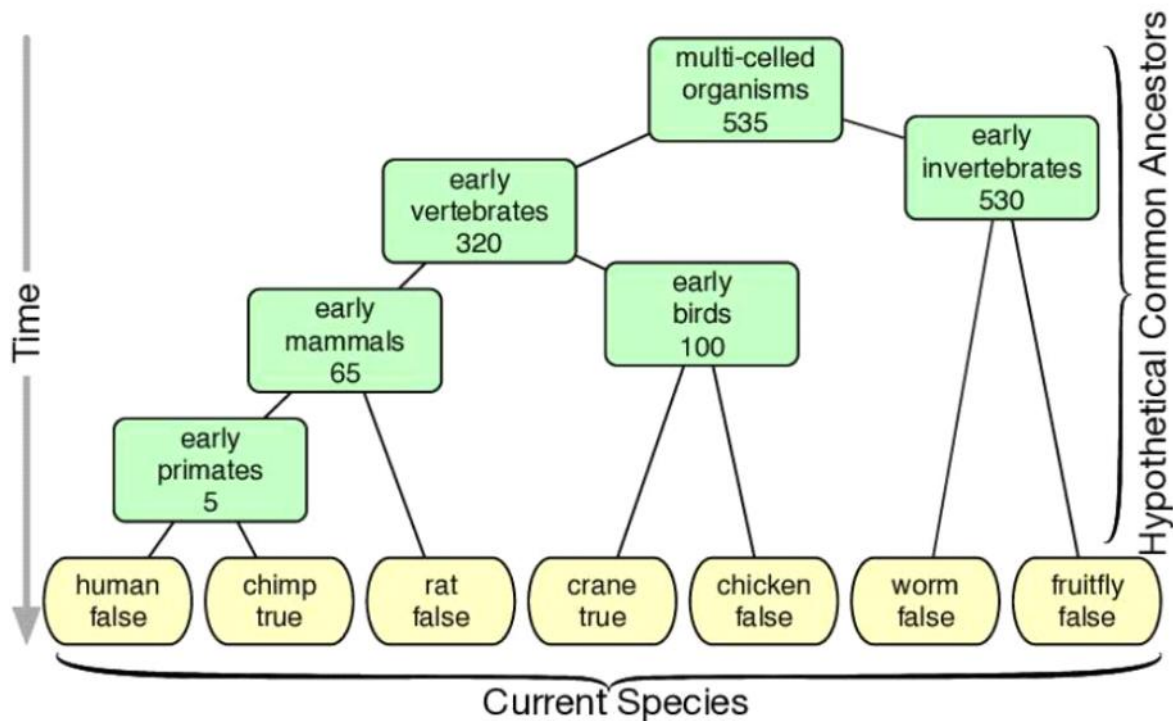 multi-celled
organisms
535
early
invertebrates
530
early
vertebrates
320
early
birds
100
early
mammals
65
early
primates
5
human
false
chimp
true
rat
false
crane
true
chicken
false
worm
false
fruitfly
false
Time
Hypothetical Common Ancestors
Current Species